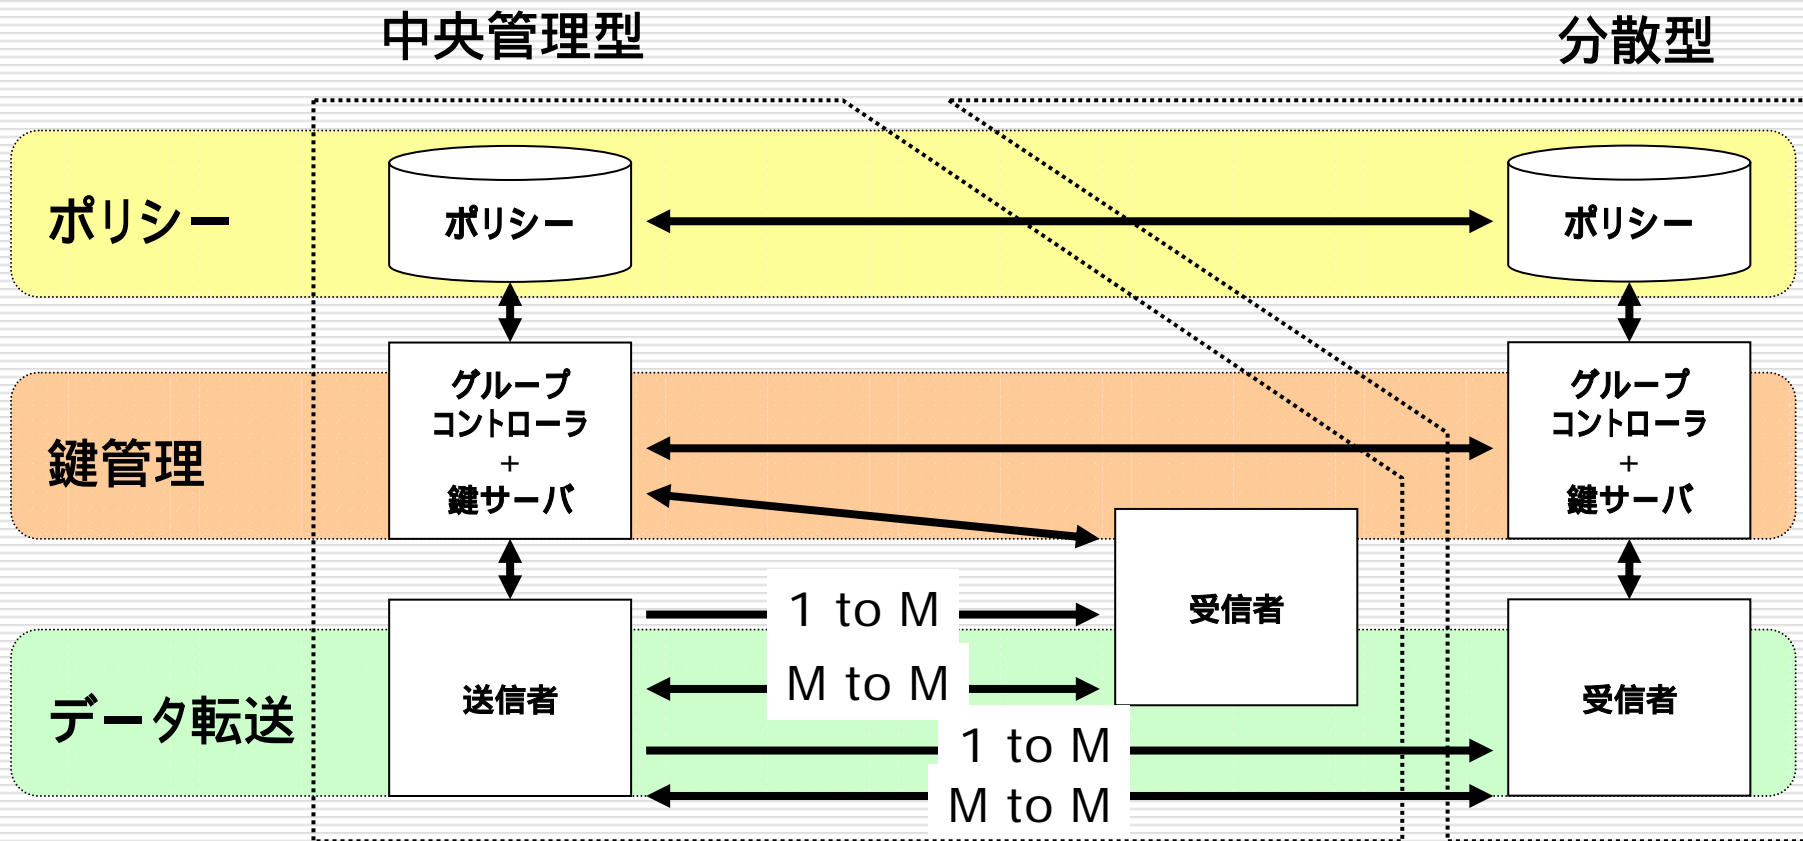 中央管理型
分散型
ポリシー
ポリシー
ポリシー
鍵管理
グループ
コントローラ
+
鍵サーバ
グループ
コントローラ
+
鍵サーバ
データ転送
送信者
1 to M
M to M
受信者
1 to M
M to M
受信者